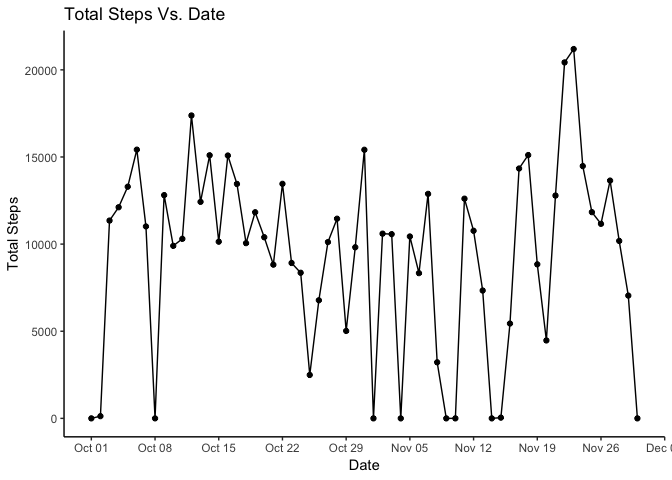 Total Steps Vs. Date
20000
15000
10000
5000
0
Total Steps
Oct 01 Oct 08 Oct 15 Oct 22 Oct 29 Nov 05 Nov 12 Nov 19 Nov 26 Dec
Date